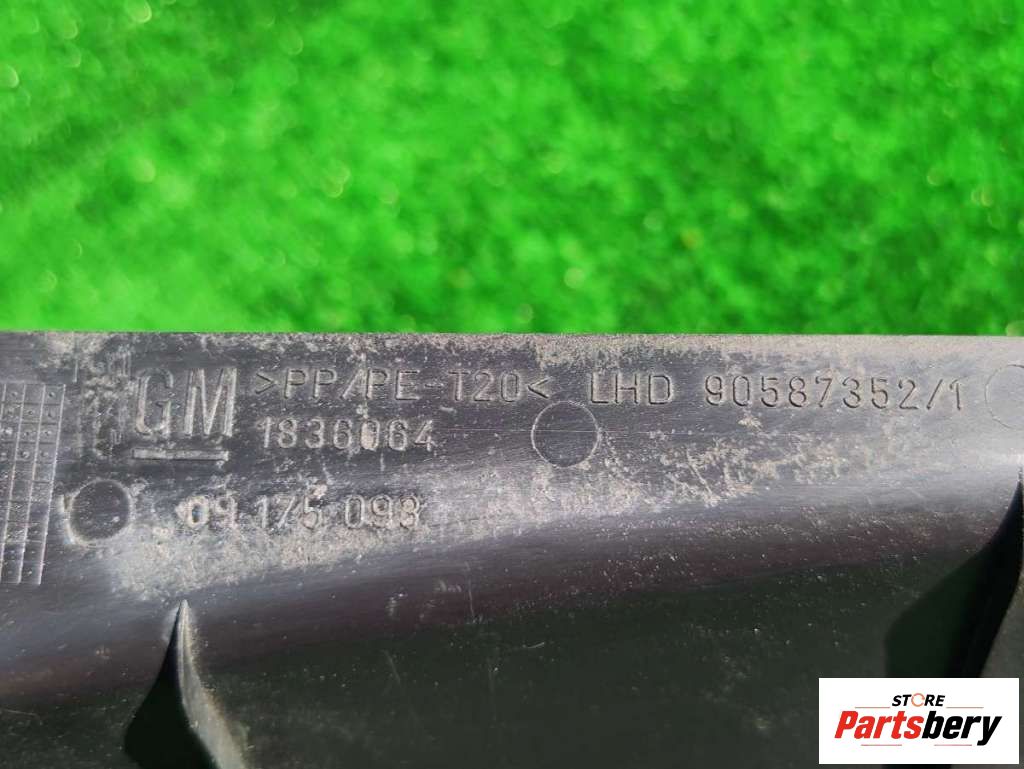 GM >PP/PE-T20< LHD 90587352/1
1836064
09 175 098
STORE
Partsbery